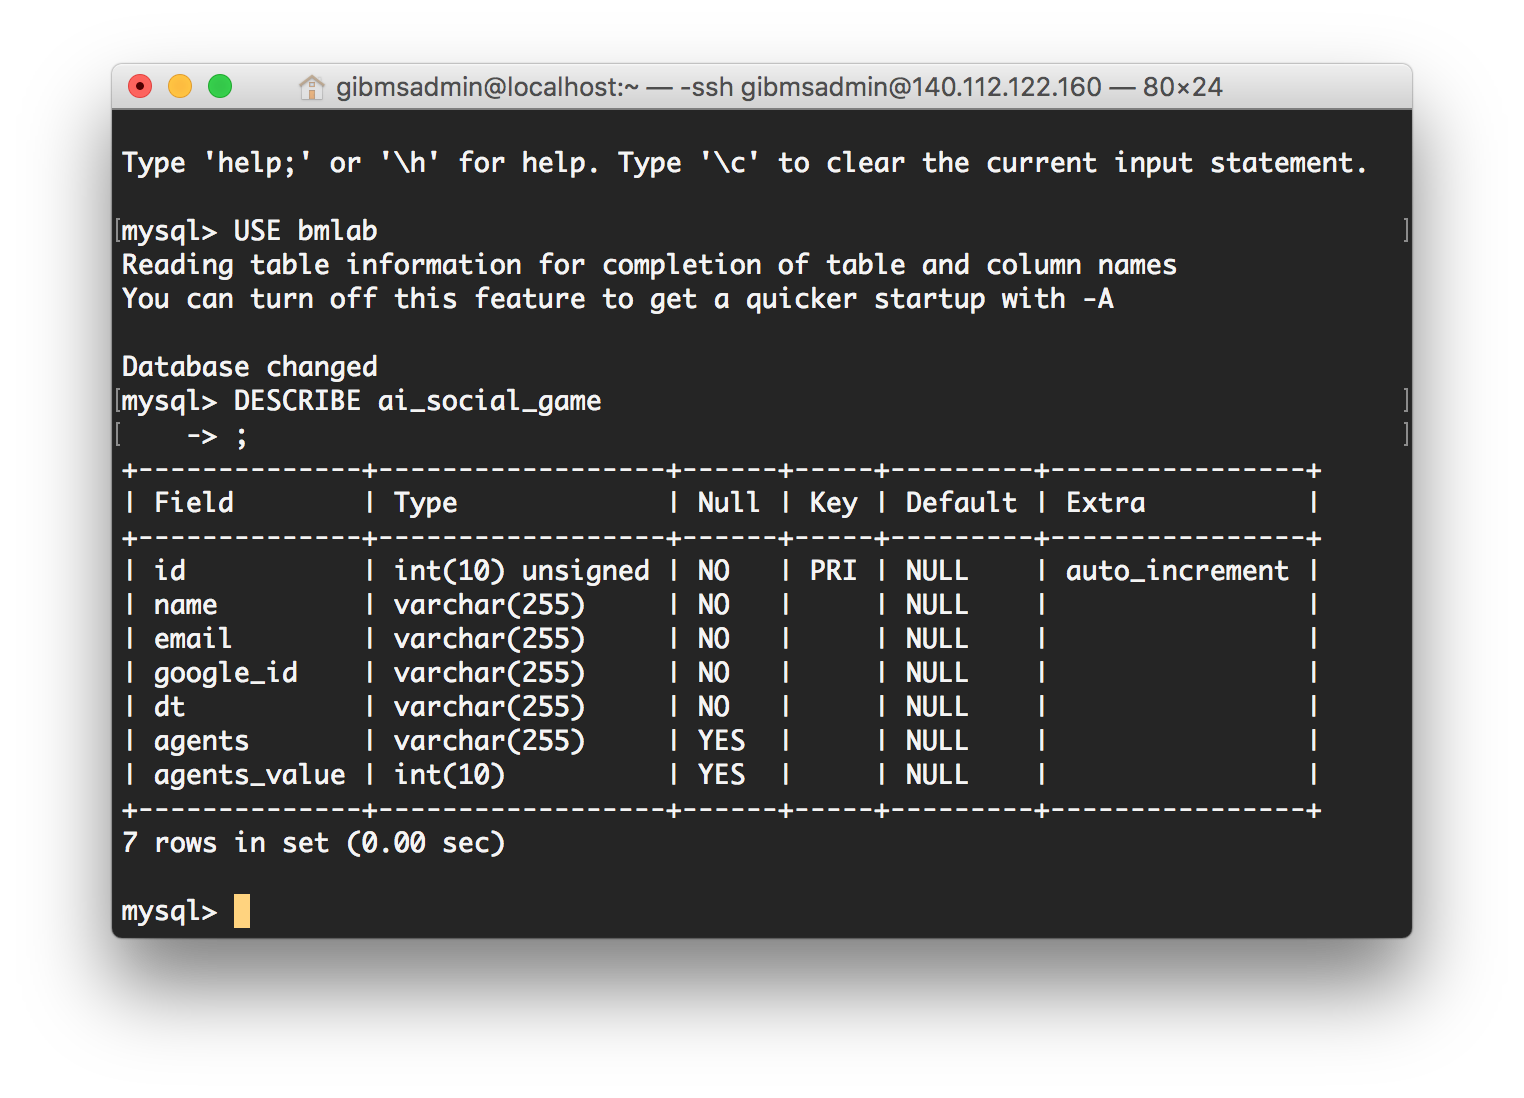 gibmsadmin@localhost:~ — -ssh gibmsadmin@140.112.122.160 — 80×24
Type 'help;' or '\h' for help. Type '\c' to clear the current input statement.
[mysql> USE bmlab ]
Reading table information for completion of table and column names
You can turn off this feature to get a quicker startup with -A
Database changed
[mysql> DESCRIBE ai_social_game ]
[    -> ; ]
+--------------+------------------+------+-----+---------+----------------+
| Field        | Type             | Null | Key | Default | Extra          |
+--------------+------------------+------+-----+---------+----------------+
| id           | int(10) unsigned | NO   | PRI | NULL    | auto_increment |
| name         | varchar(255)     | NO   |     | NULL    |                |
| email        | varchar(255)     | NO   |     | NULL    |                |
| google_id    | varchar(255)     | NO   |     | NULL    |                |
| dt           | varchar(255)     | NO   |     | NULL    |                |
| agents       | varchar(255)     | YES  |     | NULL    |                |
| agents_value | int(10)          | YES  |     | NULL    |                |
+--------------+------------------+------+-----+---------+----------------+
7 rows in set (0.00 sec)
mysql>